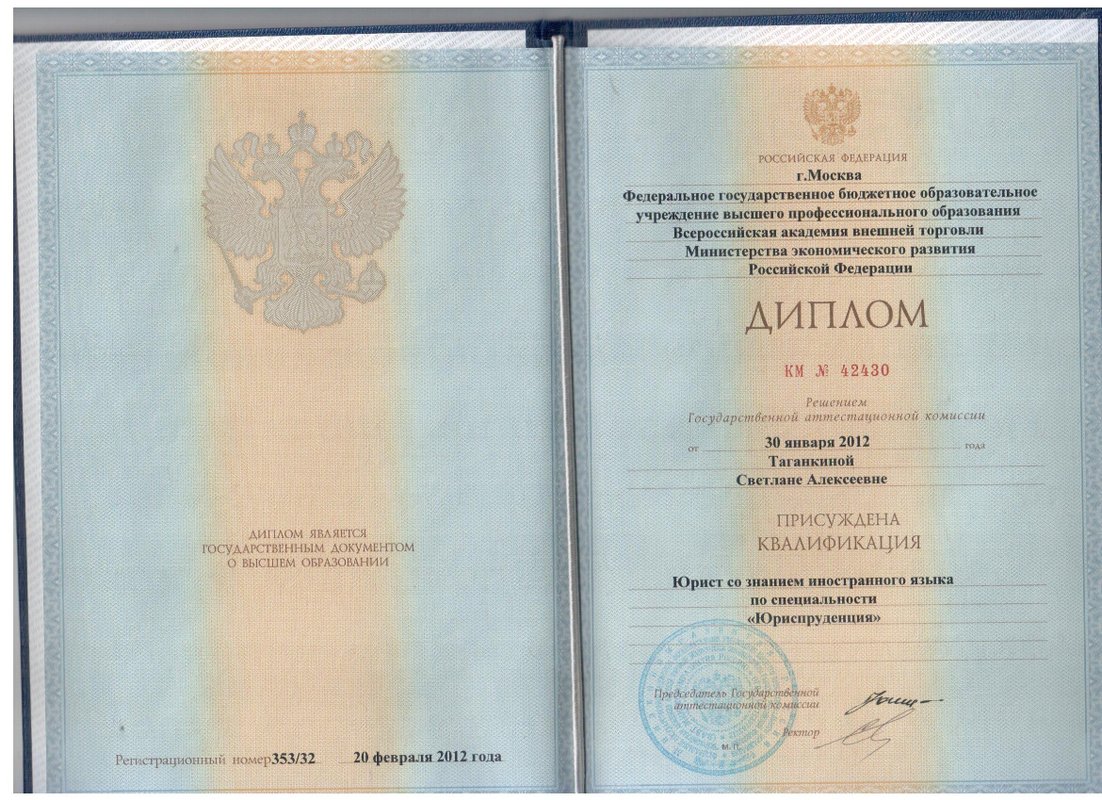 ДИПЛОМ ЯВЛЯЕТСЯ
ГОСУДАРСТВЕННЫМ ДОКУМЕНТОМ
О ВЫСШЕМ ОБРАЗОВАНИИ
Регистрационный номер 353/32 20 февраля 2012 года
РОССИЙСКАЯ ФЕДЕРАЦИЯ
г.Москва
Федеральное государственное бюджетное образовательное
учреждение высшего профессионального образования
Всероссийская академия внешней торговли
Министерства экономического развития
Российской Федерации
ДИПЛОМ
КМ № 42430
Решением
Государственной аттестационной комиссии
от 30 января 2012 года
Таганкиной
Светлане Алексеевне
ПРИСУЖДЕНА
КВАЛИФИКАЦИЯ
Юрист со знанием иностранного языка
по специальности
«Юриспруденция»
Председатель Государственной
аттестационной комиссии
Ректор
М. П.